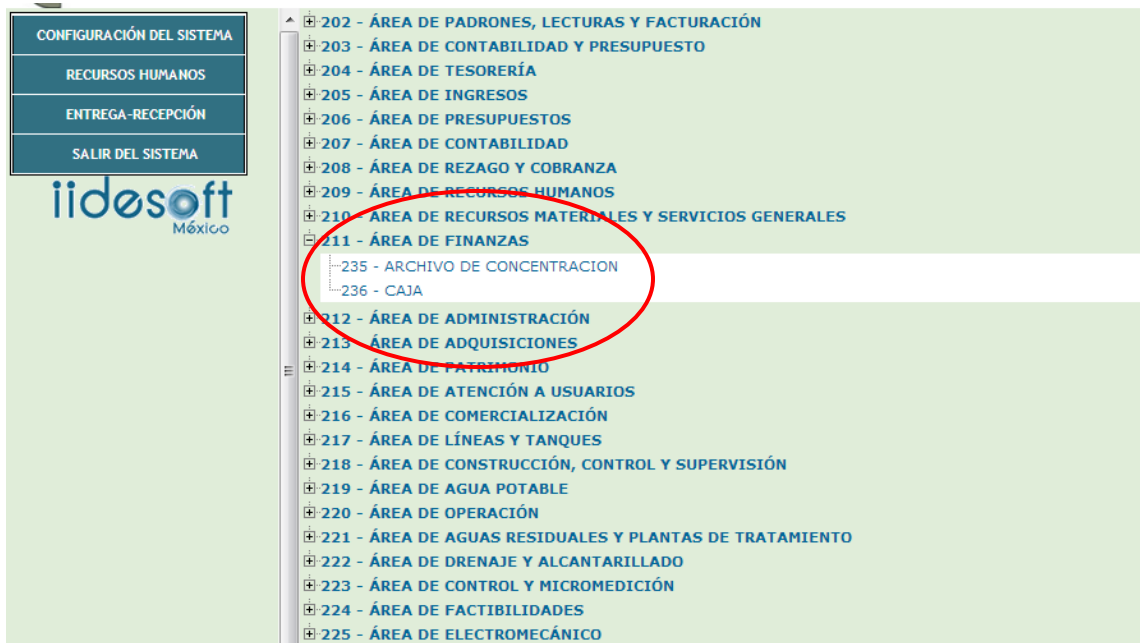 CONFIGURACIÓN DEL SISTEMA
RECURSOS HUMANOS
ENTREGA-RECEPCIÓN
SALIR DEL SISTEMA
iidesoft
México
202 - ÁREA DE PADRONES, LECTURAS Y FACTURACIÓN
203 - ÁREA DE CONTABILIDAD Y PRESUPUESTO
204 - ÁREA DE TESORERÍA
205 - ÁREA DE INGRESOS
206 - ÁREA DE PRESUPUESTOS
207 - ÁREA DE CONTABILIDAD
208 - ÁREA DE REZAGO Y COBRANZA
209 - ÁREA DE RECURSOS HUMANOS
210 - ÁREA DE RECURSOS MATERIALES Y SERVICIOS GENERALES
211 - ÁREA DE FINANZAS
235 - ARCHIVO DE CONCENTRACION
236 - CAJA
212 - ÁREA DE ADMINISTRACIÓN
213 - ÁREA DE ADQUISICIONES
214 - ÁREA DE PATRIMONIO
215 - ÁREA DE ATENCIÓN A USUARIOS
216 - ÁREA DE COMERCIALIZACIÓN
217 - ÁREA DE LÍNEAS Y TANQUES
218 - ÁREA DE CONSTRUCCIÓN, CONTROL Y SUPERVISIÓN
219 - ÁREA DE AGUA POTABLE
220 - ÁREA DE OPERACIÓN
221 - ÁREA DE AGUAS RESIDUALES Y PLANTAS DE TRATAMIENTO
222 - ÁREA DE DRENAJE Y ALCANTARILLADO
223 - ÁREA DE CONTROL Y MICROMEDICIÓN
224 - ÁREA DE FACTIBILIDADES
225 - ÁREA DE ELECTROMECÁNICO